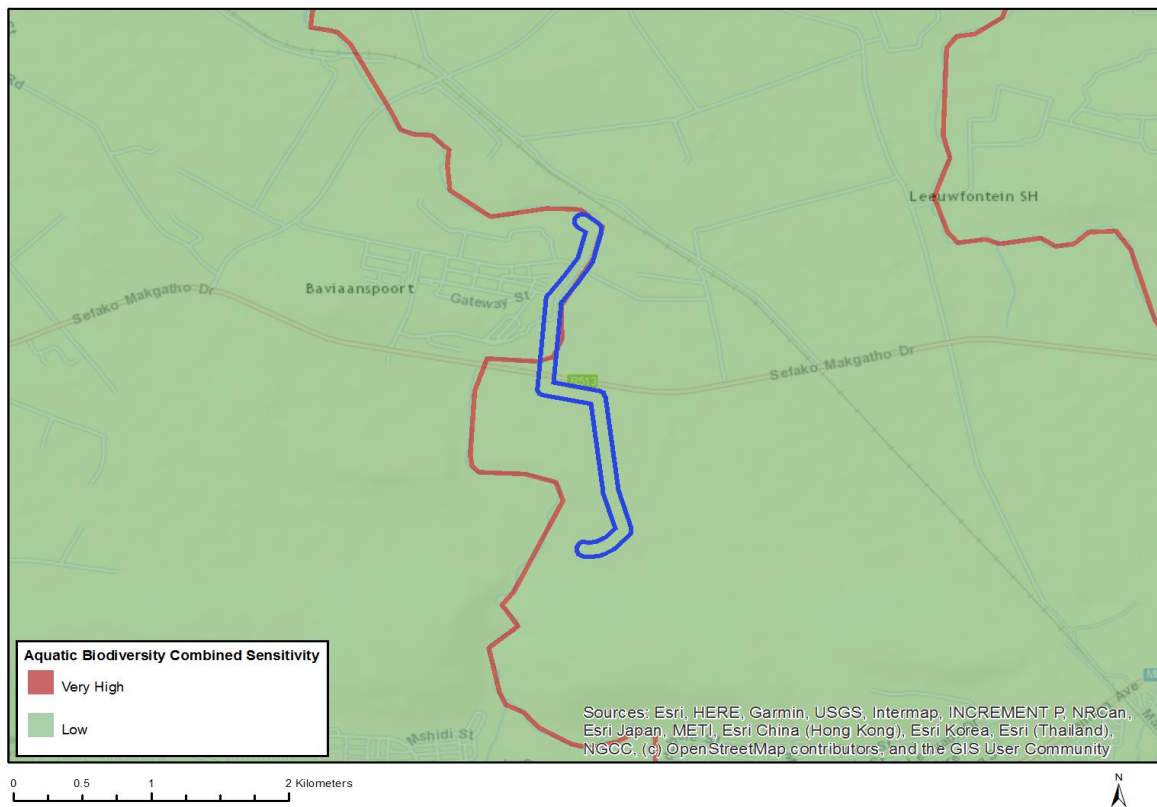 Rd
Leeuwfontein SH
Baviaanspoort
Gateway St
Sefako Makgatho Dr
Sefako Makgatho Dr
R513
Aquatic Biodiversity Combined Sensitivity
Very High
Low
Mshidi St
Ave
Sources: Esri, HERE, Garmin, USGS, Intermap, INCREMENT P, NRCan,
Esri Japan, METI, Esri China (Hong Kong), Esri Korea, Esri (Thailand),
NGCC, (c) OpenStreetMap contributors, and the GIS User Community
0 0.5 1 2 Kilometers
N